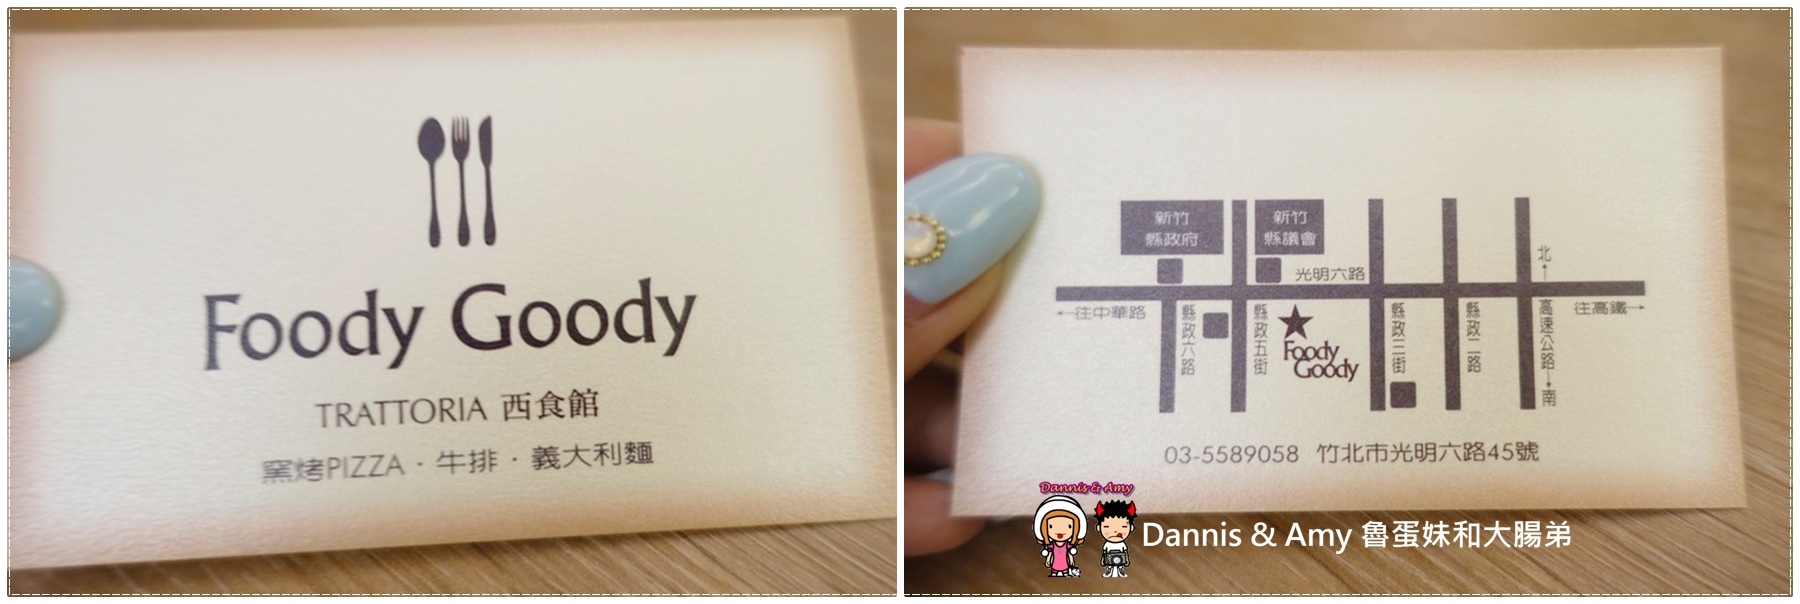 Foody Goody
TRATTORIA 西食館
窯烤PIZZA · 牛排 · 義大利麵
新竹
縣政府
新竹
縣議會
光明六路
北
←往中華路
縣政六路
縣政五街
Foody
Goody
縣政三街
縣政二路
高速公路
南
往高鐵→
03-5589058 竹北市光明六路45號
Dannis & Amy
Dannis & Amy 魯蛋妹和大腸弟